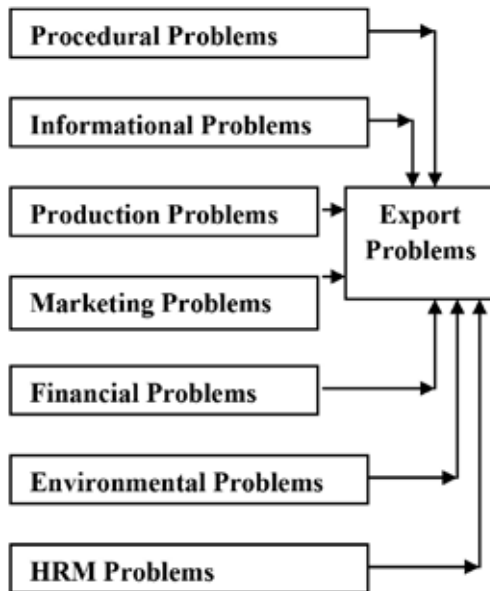 Procedural Problems
Informational Problems
Production Problems
Export
Problems
Marketing Problems
Financial Problems
Environmental Problems
HRM Problems